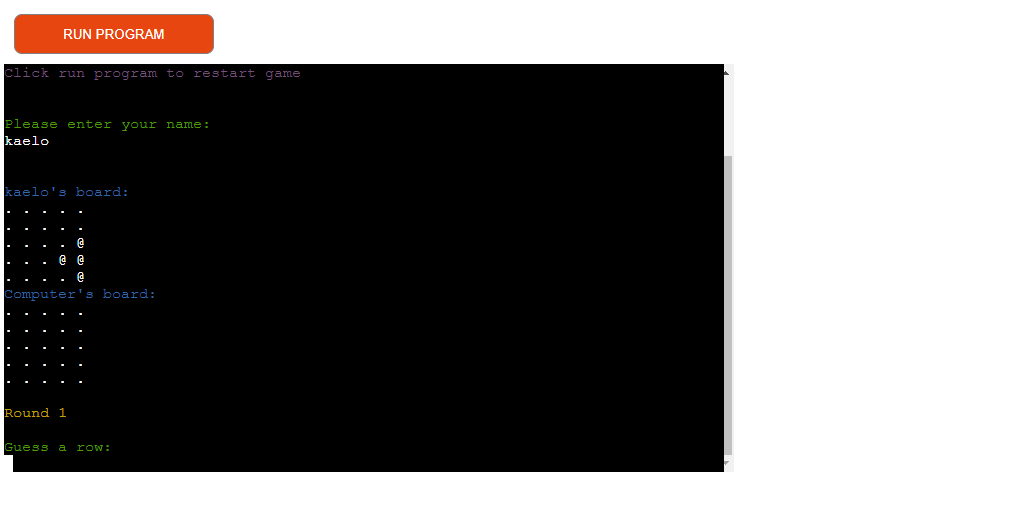 RUN PROGRAM
Click run program to restart game
Please enter your name:
kaelo
kaelo's board:
. . . . .
. . . . .
. . . . @
. . . @ @
. . . . @
Computer's board:
. . . . .
. . . . .
. . . . .
. . . . .
. . . . .
Round 1
Guess a row: